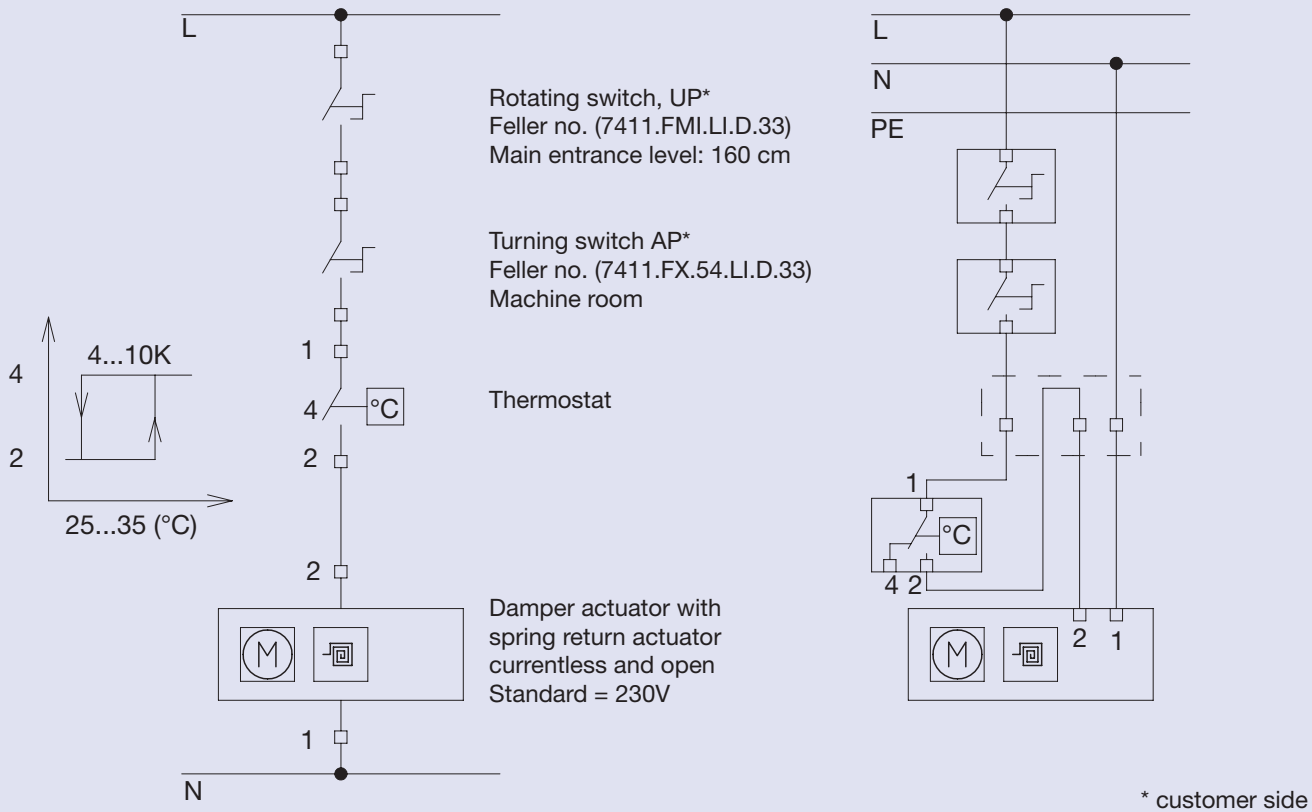 L
Rotating switch, UP*
Feller no. (7411.FMI.LI.D.33)
Main entrance level: 160 cm
Turning switch AP*
Feller no. (7411.FX.54.LI.D.33)
Machine room
1
4
°C
Thermostat
2
2
Damper actuator with
spring return actuator
currentless and open
Standard = 230V
M
1
N
4
4...10K
2
25...35 (°C)
L
N
PE
1
°C
4 2
2 1
M
* customer side